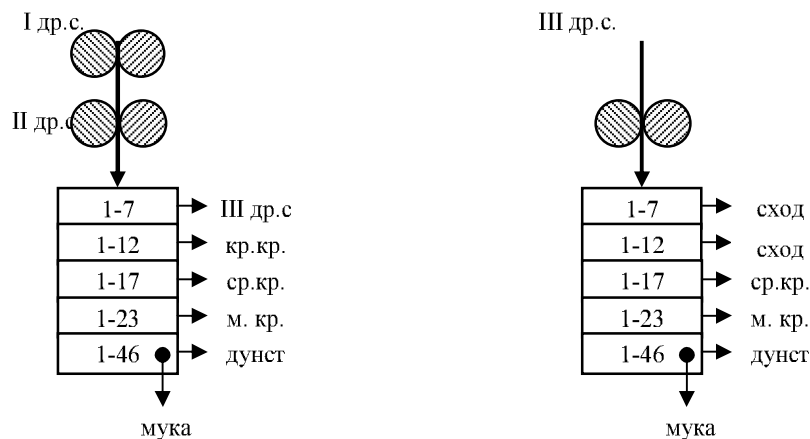 I др.с.
II др.с
1-7 III др.с
1-12 кр.кр.
1-17 ср.кр.
1-23 м. кр.
1-46 дунст
мука
III др.с.
1-7 сход
1-12 сход
1-17 ср.кр.
1-23 м. кр.
1-46 дунст
мука